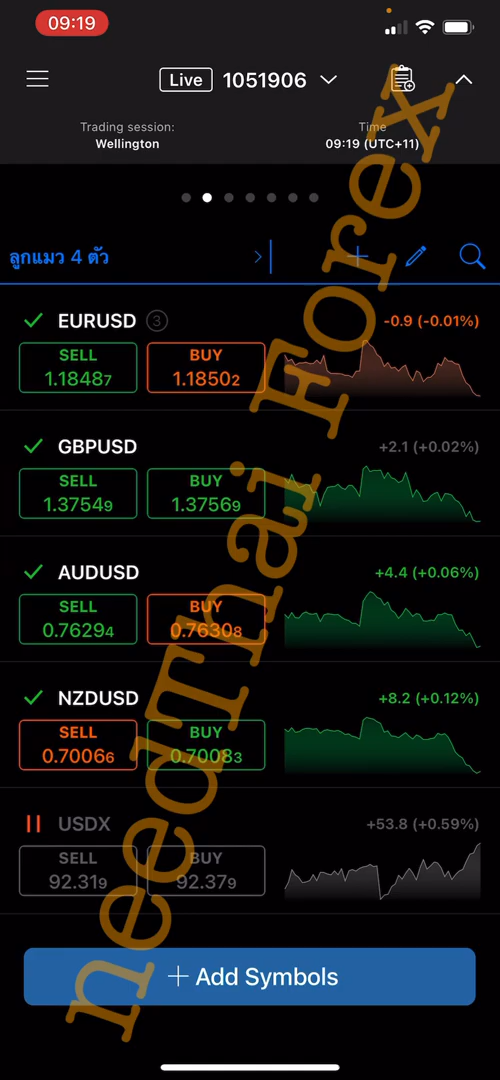 09:19
Live 1051906
Trading session:
Wellington
Time
09:19 (UTC+11)
ลูกแมว 4 ตัว
EURUSD 3
-0.9 (-0.01%)
SELL
1.18487
BUY
1.18502
GBPUSD
+2.1 (+0.02%)
SELL
1.37549
BUY
1.37569
AUDUSD
+4.4 (+0.06%)
SELL
0.76294
BUY
0.76308
NZDUSD
+8.2 (+0.12%)
SELL
0.70066
BUY
0.70083
USDX
+53.8 (+0.59%)
SELL
92.319
BUY
92.379
+ Add Symbols
needThai Forex